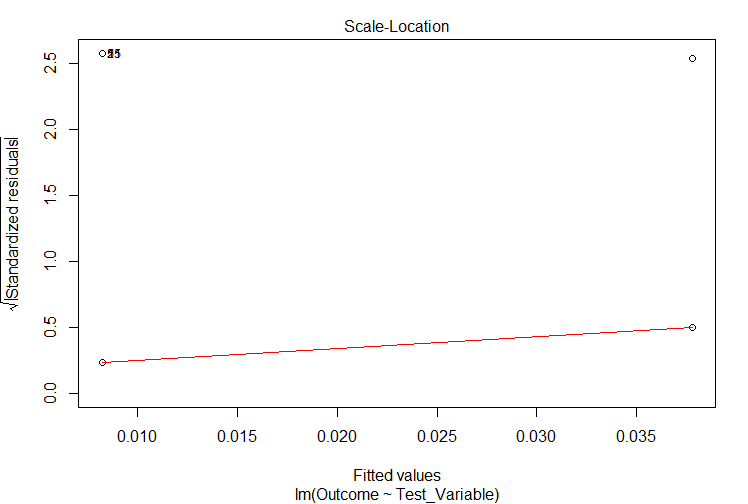 Scale-Location
√|Standardized residuals|
2.5
2.0
1.5
1.0
0.5
0.0
0.010 0.015 0.020 0.025 0.030 0.035
Fitted values
lm(Outcome ~ Test_Variable)